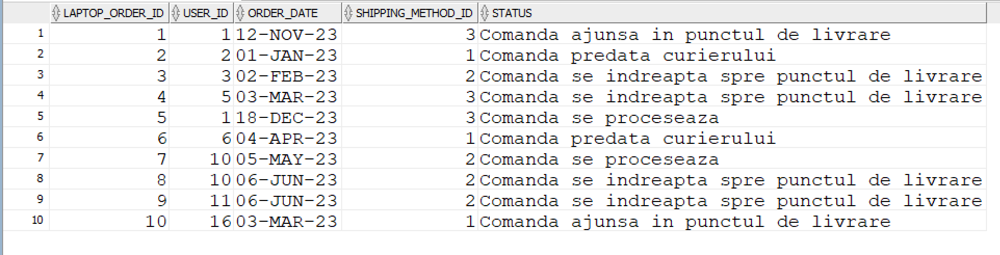 LAPTOP_ORDER_ID USER_ID ORDER_DATE SHIPPING_METHOD_ID STATUS
1 1 1 12-NOV-23 3 Comanda ajunsa in punctul de livrare
2 2 2 01-JAN-23 1 Comanda predata curierului
3 3 3 02-FEB-23 2 Comanda se indreapta spre punctul de livrare
4 4 5 03-MAR-23 3 Comanda se indreapta spre punctul de livrare
5 5 1 18-DEC-23 3 Comanda se proceseaza
6 6 6 04-APR-23 1 Comanda predata curierului
7 7 10 05-MAY-23 2 Comanda se proceseaza
8 8 10 06-JUN-23 2 Comanda se indreapta spre punctul de livrare
9 9 11 06-JUN-23 2 Comanda se indreapta spre punctul de livrare
10 10 16 03-MAR-23 1 Comanda ajunsa in punctul de livrare